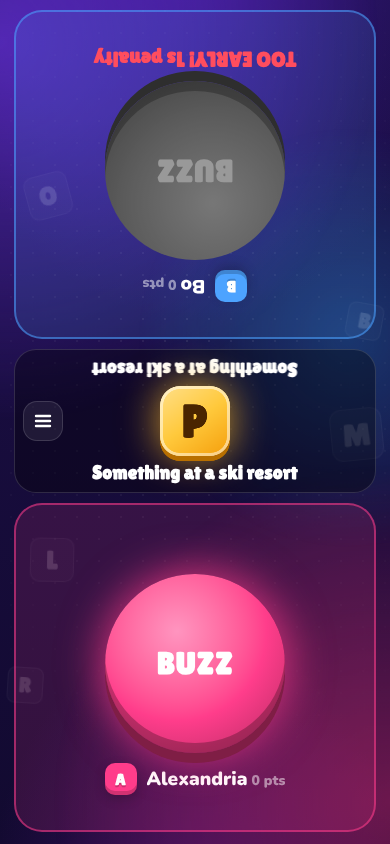 TOO EARLY! 1s penalty
BUZZ
B Bo 0 pts
O
B
Something at a ski resort
P
M
Something at a ski resort
L
BUZZ
R
A Alexandria 0 pts